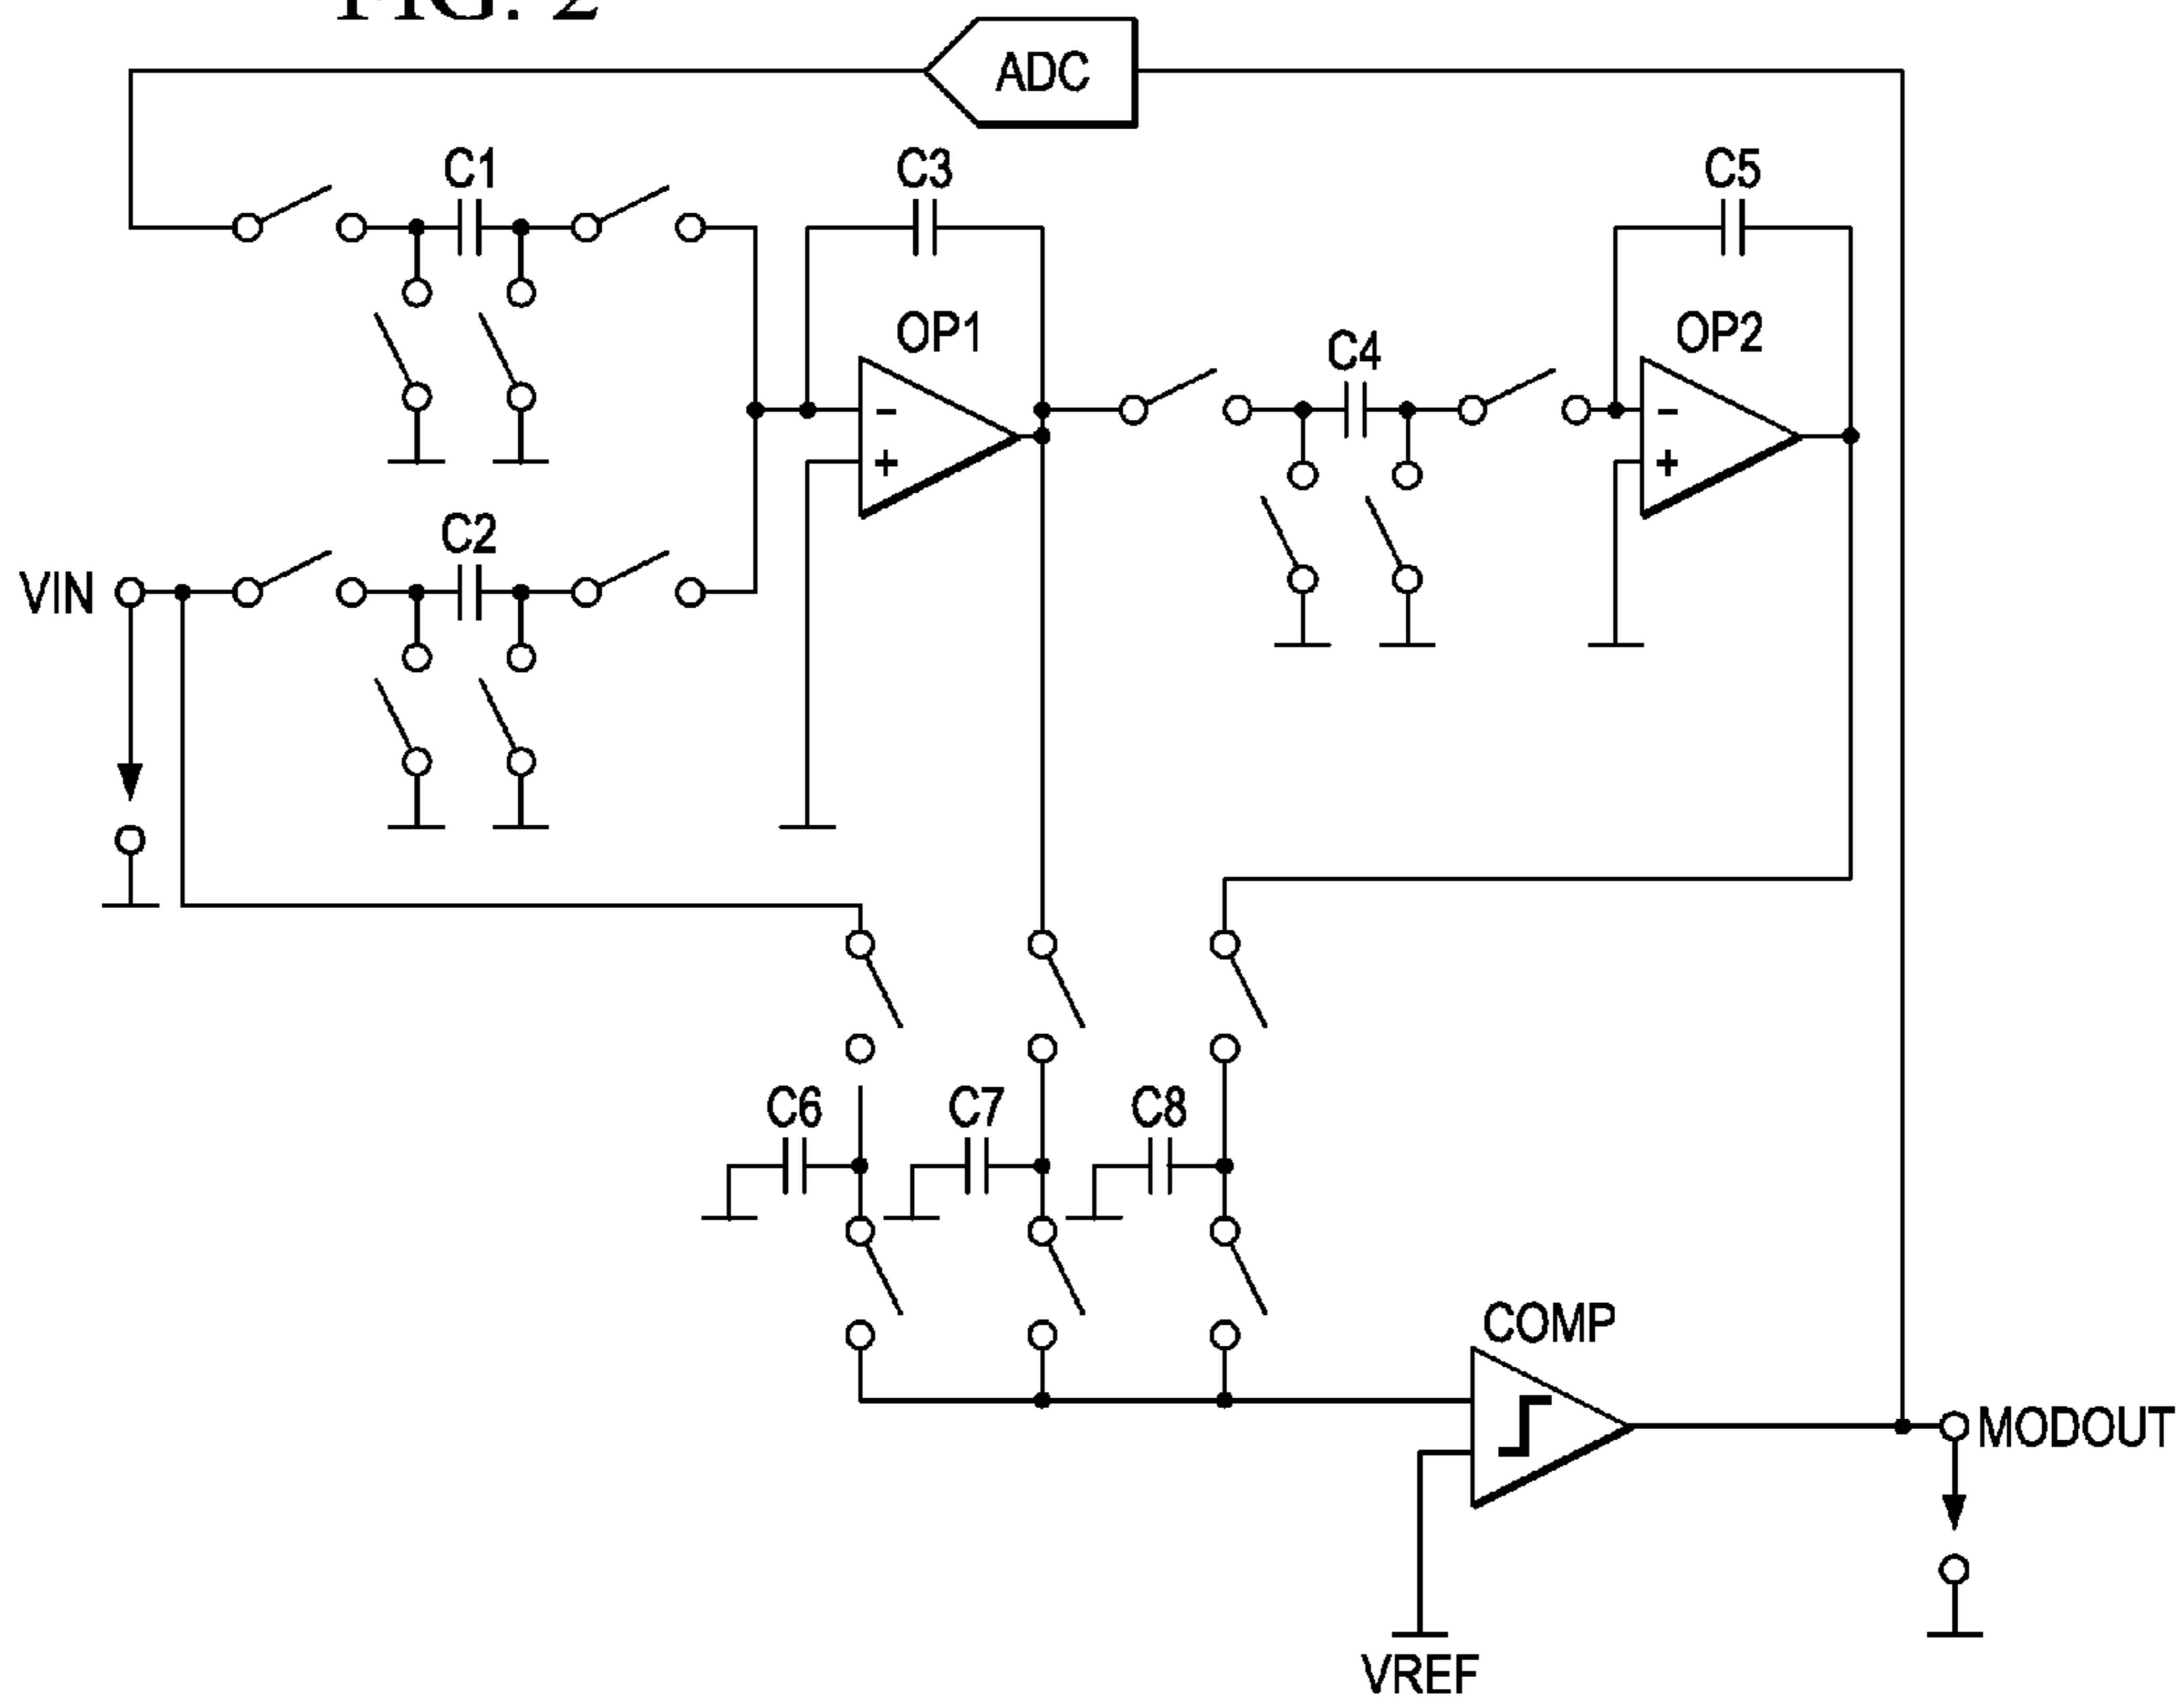 FIG. 2
ADC
C1
C3
C5
OP1
OP2
C4
C2
VIN
C6
C7
C8
COMP
MODOUT
VREF